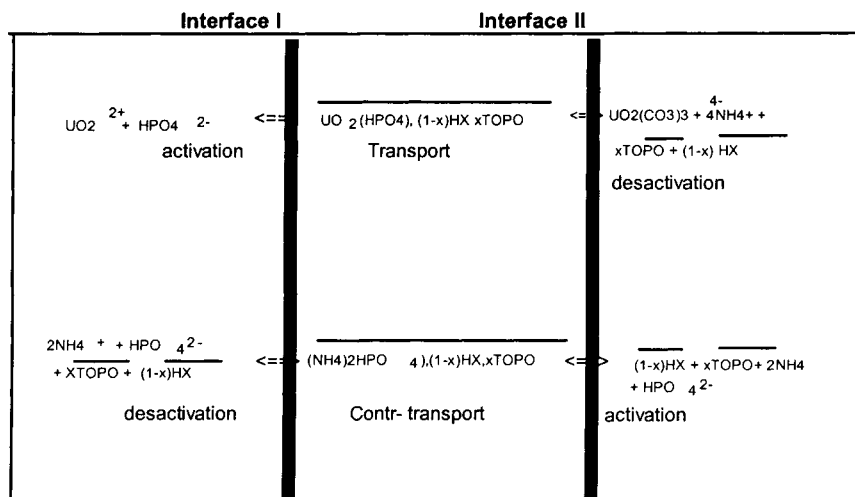 Interface I Interface II
UO2 2+ + HPO4 2- <== UO 2 (HPO4), (1-x)HX xTOPO <=> UO2(CO3)3 4- + 4NH4+ +
xTOPO + (1-x) HX
activation Transport
desactivation
2NH4 + + HPO 4 2-
+ XTOPO + (1-x)HX <==> (NH4)2HPO 4 ),(1-x)HX,xTOPO <==> (1-x)HX + xTOPO+ 2NH4
+ HPO 4 2-
desactivation Contr- transport activation